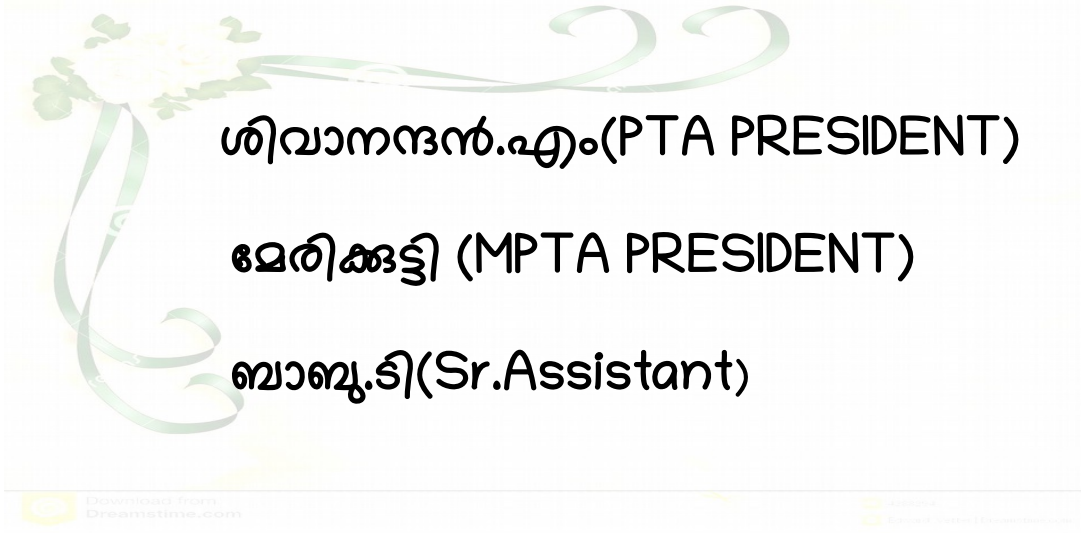 ശിവാനന്ദൻ.എം(PTA PRESIDENT)
മേരിക്കുട്ടി (MPTA PRESIDENT)
ബാബു.ടി(Sr.Assistant)
Download from
Dreamstime.com